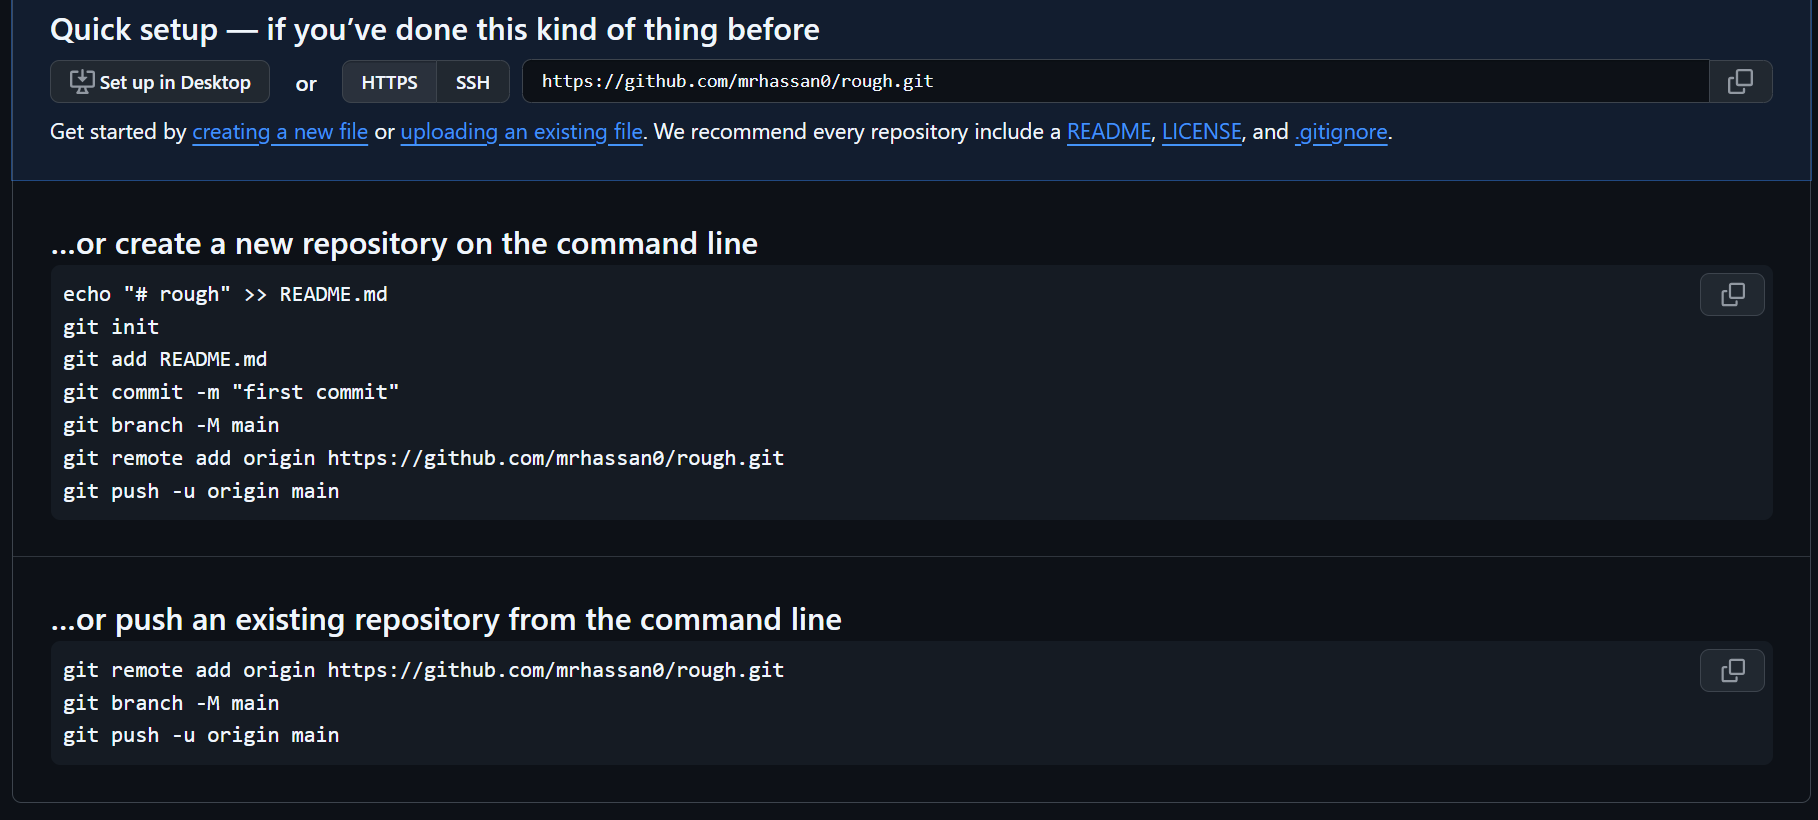 Quick setup — if you’ve done this kind of thing before
Set up in Desktop or HTTPS SSH https://github.com/mrhassan0/rough.git
Get started by creating a new file or uploading an existing file. We recommend every repository include a README, LICENSE, and .gitignore.
…or create a new repository on the command line
echo "# rough" >> README.md
git init
git add README.md
git commit -m "first commit"
git branch -M main
git remote add origin https://github.com/mrhassan0/rough.git
git push -u origin main
…or push an existing repository from the command line
git remote add origin https://github.com/mrhassan0/rough.git
git branch -M main
git push -u origin main